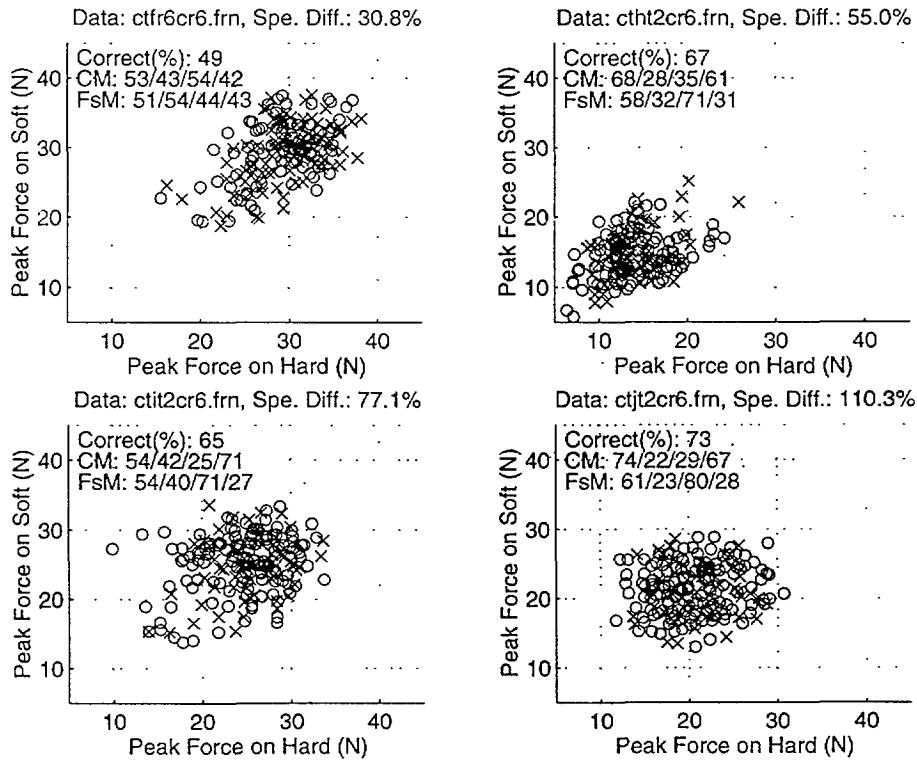 Data: ctfr6cr6.frn, Spe. Diff.: 30.8%
Correct(%): 49
CM: 53/43/54/42
FsM: 51/54/44/43
Peak Force on Soft (N)
40
30
20
10
10 20 30 40
Peak Force on Hard (N)
Data: ctht2cr6.frn, Spe. Diff.: 55.0%
Correct(%): 67
CM: 68/28/35/61
FsM: 58/32/71/31
Peak Force on Soft (N)
40
30
20
10
10 20 30 40
Peak Force on Hard (N)
Data: ctit2cr6.frn, Spe. Diff.: 77.1%
Correct(%): 65
CM: 54/42/25/71
FsM: 54/40/71/27
Peak Force on Soft (N)
40
30
20
10
10 20 30 40
Peak Force on Hard (N)
Data: ctjt2cr6.frn, Spe. Diff.: 110.3%
Correct(%): 73
CM: 74/22/29/67
FsM: 61/23/80/28
Peak Force on Soft (N)
40
30
20
10
10 20 30 40
Peak Force on Hard (N)